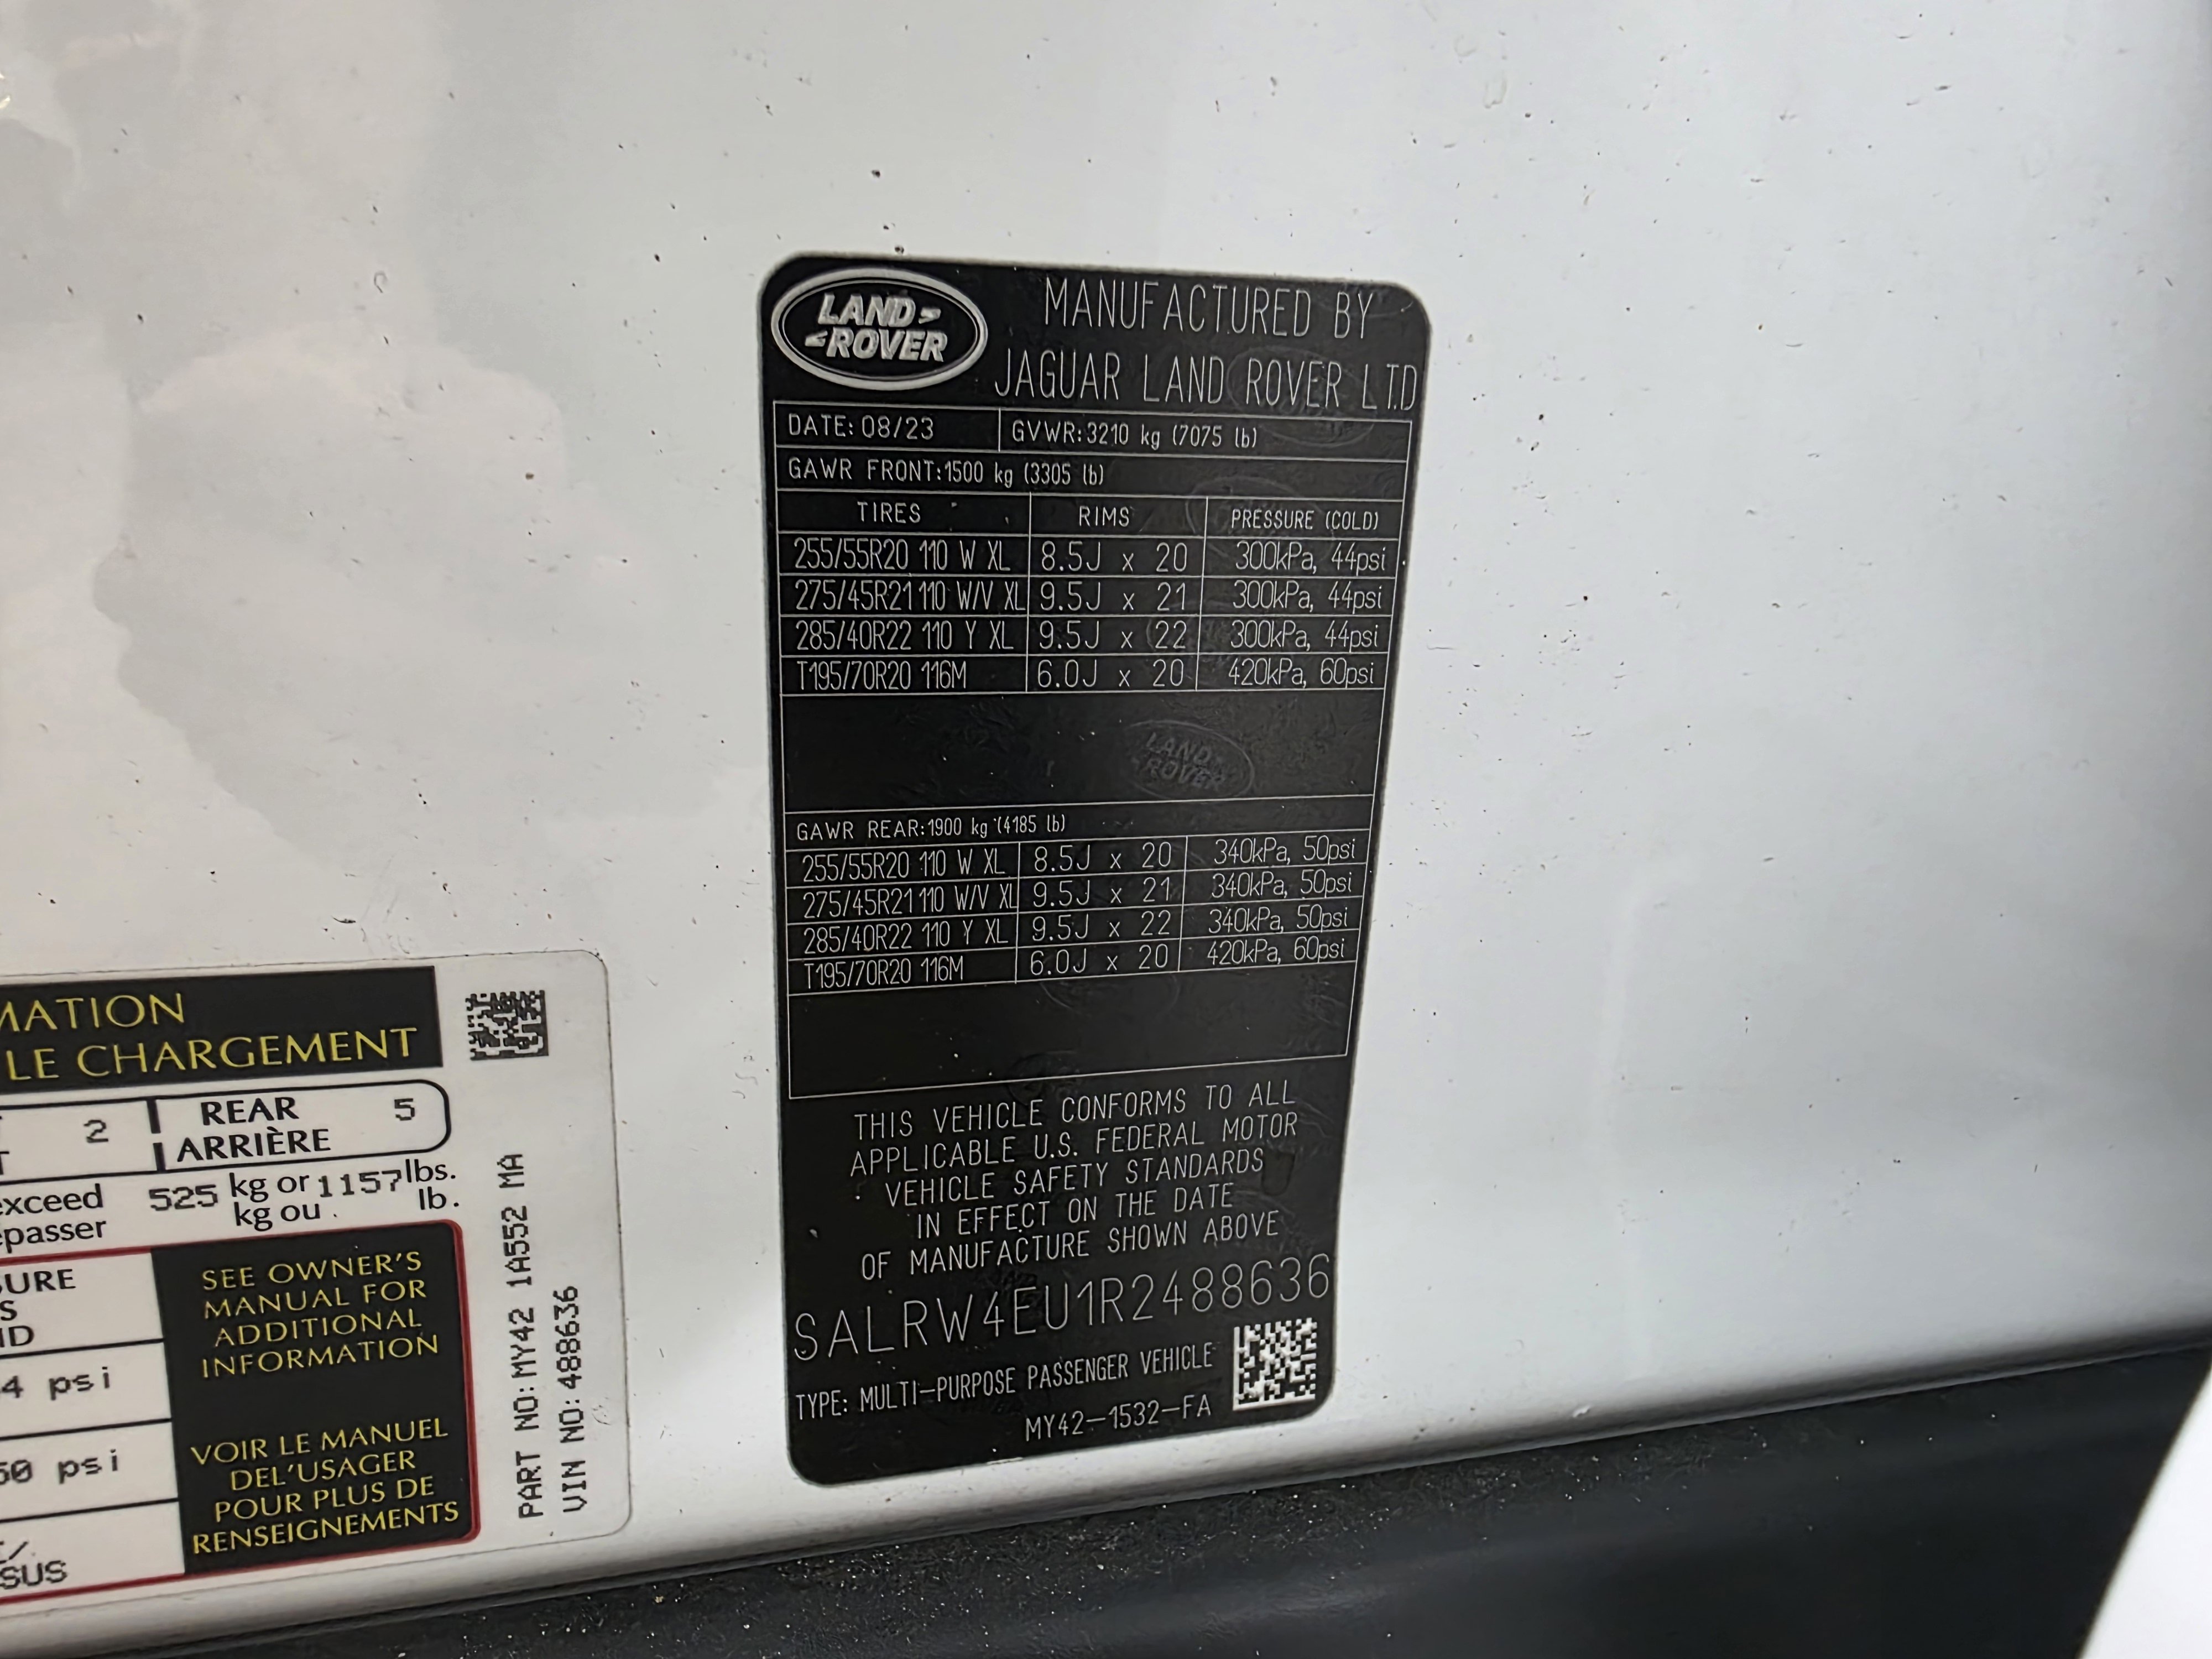 LAND
ROVER
MANUFACTURED BY
JAGUAR LAND ROVER LTD
DATE: 08/23 GVWR: 3210 kg (7075 lb)
GAWR FRONT: 1500 kg (3305 lb)
TIRES RIMS PRESSURE (COLD)
255/55R20 110 W XL 8.5J x 20 300kPa, 44psi
275/45R21 110 W/V XL 9.5J x 21 300kPa, 44psi
285/40R22 110 Y XL 9.5J x 22 300kPa, 44psi
T195/70R20 116M 6.0J x 20 420kPa, 60psi
LAND
ROVER
GAWR REAR: 1900 kg (4185 lb)
255/55R20 110 W XL 8.5J x 20 340kPa, 50psi
275/45R21 110 W/V XL 9.5J x 21 340kPa, 50psi
285/40R22 110 Y XL 9.5J x 22 340kPa, 50psi
T195/70R20 116M 6.0J x 20 420kPa, 60psi
THIS VEHICLE CONFORMS TO ALL
APPLICABLE U.S. FEDERAL MOTOR
VEHICLE SAFETY STANDARDS
IN EFFECT ON THE DATE
OF MANUFACTURE SHOWN ABOVE
SALRW4EU1R2488636
TYPE: MULTI-PURPOSE PASSENGER VEHICLE
MY42-1532-FA
MATION
LE CHARGEMENT
2 REAR 5
ARRIÈRE
exceed 525 kg or 1157 lbs.
passer kg ou lb.
SURE
S
ID
4 psi
50 psi
SUS
SEE OWNER'S
MANUAL FOR
ADDITIONAL
INFORMATION
VOIR LE MANUEL
DEL'USAGER
POUR PLUS DE
RENSEIGNEMENTS
PART NO: MY42 1A552 MA
VIN NO: 488636